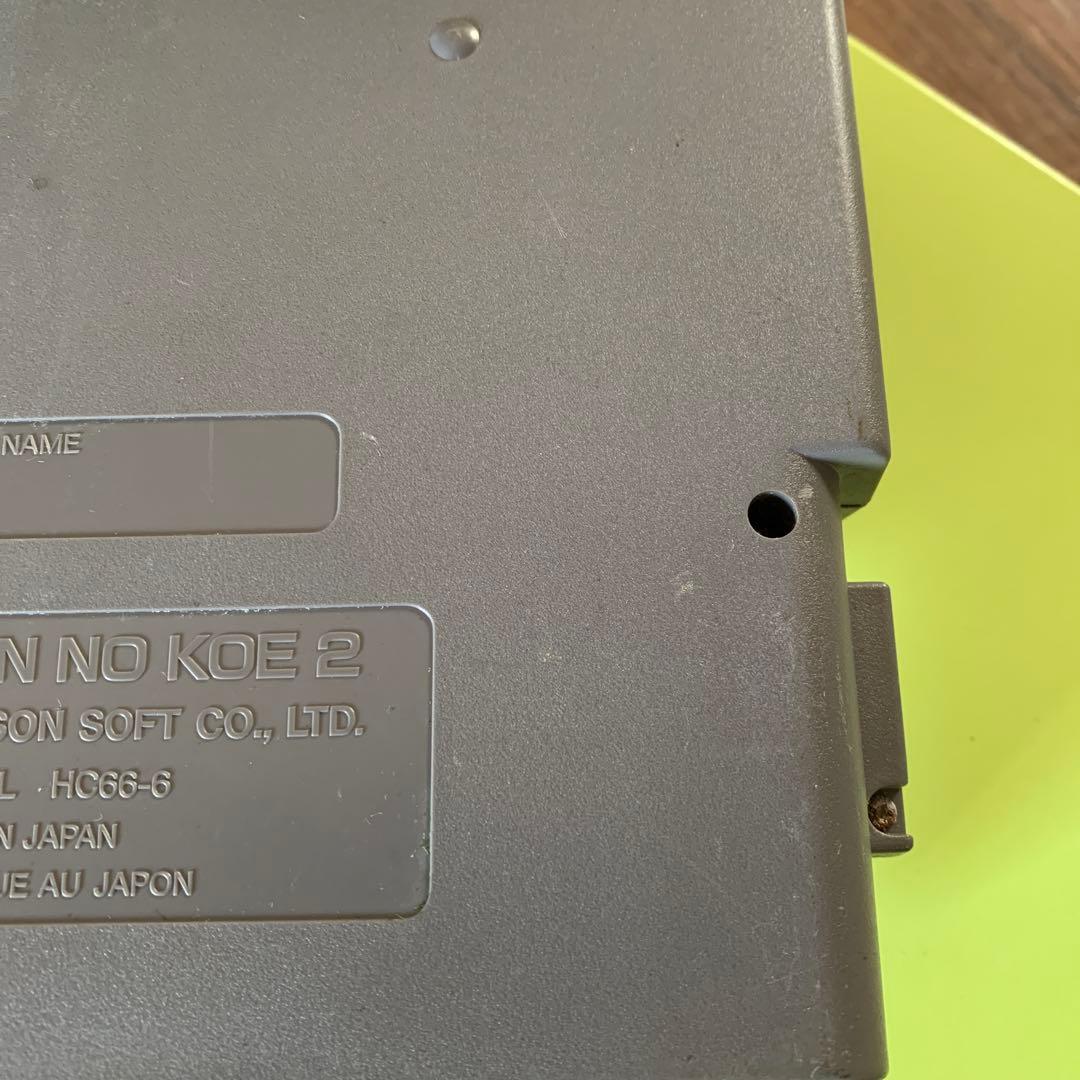 NAME
N NO KOE 2
SON SOFT CO., LTD.
L HC66-6
N JAPAN
UE AU JAPON